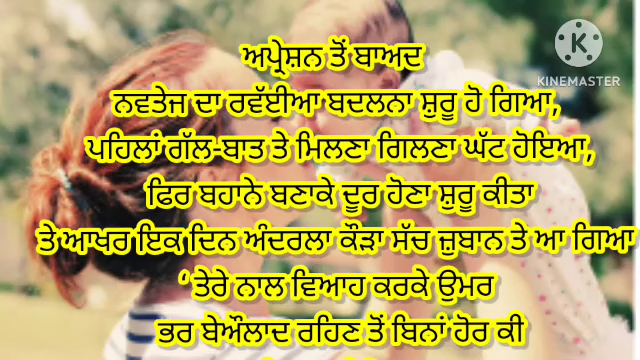 KINEMASTER
ਅਪ੍ਰੇਸ਼ਨ ਤੋਂ ਬਾਅਦ
ਨਵਤੇਜ ਦਾ ਰਵੱਈਆ ਬਦਲਨਾ ਸ਼ੁਰੂ ਹੋ ਗਿਆ,
ਪਹਿਲਾਂ ਗੱਲ-ਬਾਤ ਤੇ ਮਿਲਣਾ ਗਿਲਣਾ ਘੱਟ ਹੋਇਆ,
ਫਿਰ ਬਹਾਨੇ ਬਣਾਕੇ ਦੂਰ ਹੋਣਾ ਸ਼ੁਰੂ ਕੀਤਾ
ਤੇ ਆਖਰ ਇਕ ਦਿਨ ਅੰਦਰਲਾ ਕੌੜਾ ਸੱਚ ਜ਼ੁਬਾਨ ਤੇ ਆ ਗਿਆ
‘ ਤੇਰੇ ਨਾਲ ਵਿਆਹ ਕਰਕੇ ਉਮਰ
ਭਰ ਬੇਔਲਾਦ ਰਹਿਣ ਤੋਂ ਬਿਨਾਂ ਹੋਰ ਕੀ